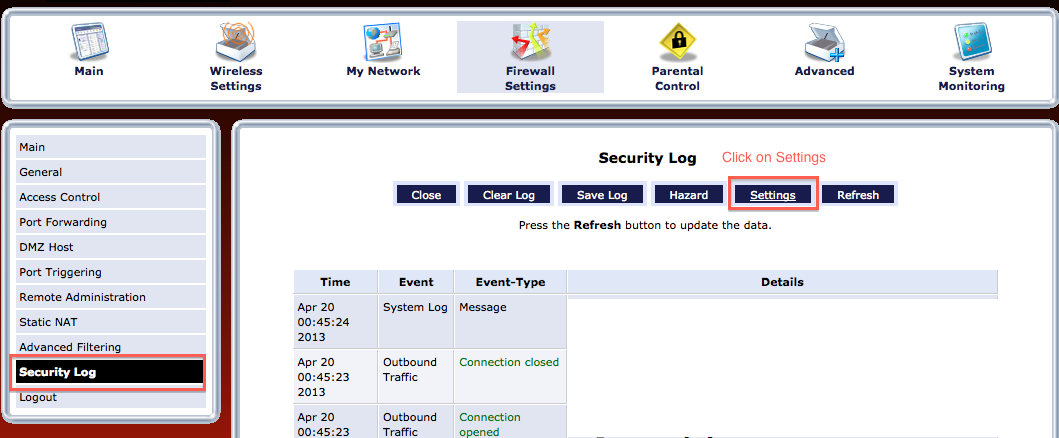 Main
Wireless
Settings
My Network
Firewall
Settings
Parental
Control
Advanced
System
Monitoring
Main
General
Access Control
Port Forwarding
DMZ Host
Port Triggering
Remote Administration
Static NAT
Advanced Filtering
Security Log
Logout
Security Log
Click on Settings
Close
Clear Log
Save Log
Hazard
Settings
Refresh
Press the Refresh button to update the data.
Time
Event
Event-Type
Details
Apr 20
00:45:24
2013
System Log
Message
Apr 20
00:45:23
2013
Outbound
Traffic
Connection closed
Apr 20
00:45:23
Outbound
Traffic
Connection
opened